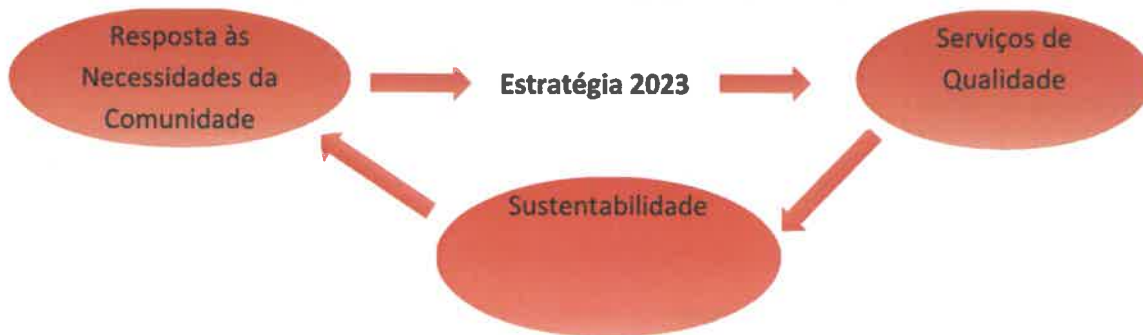 Resposta às
Necessidades da
Comunidade
Estratégia 2023
Serviços de
Qualidade
Sustentabilidade